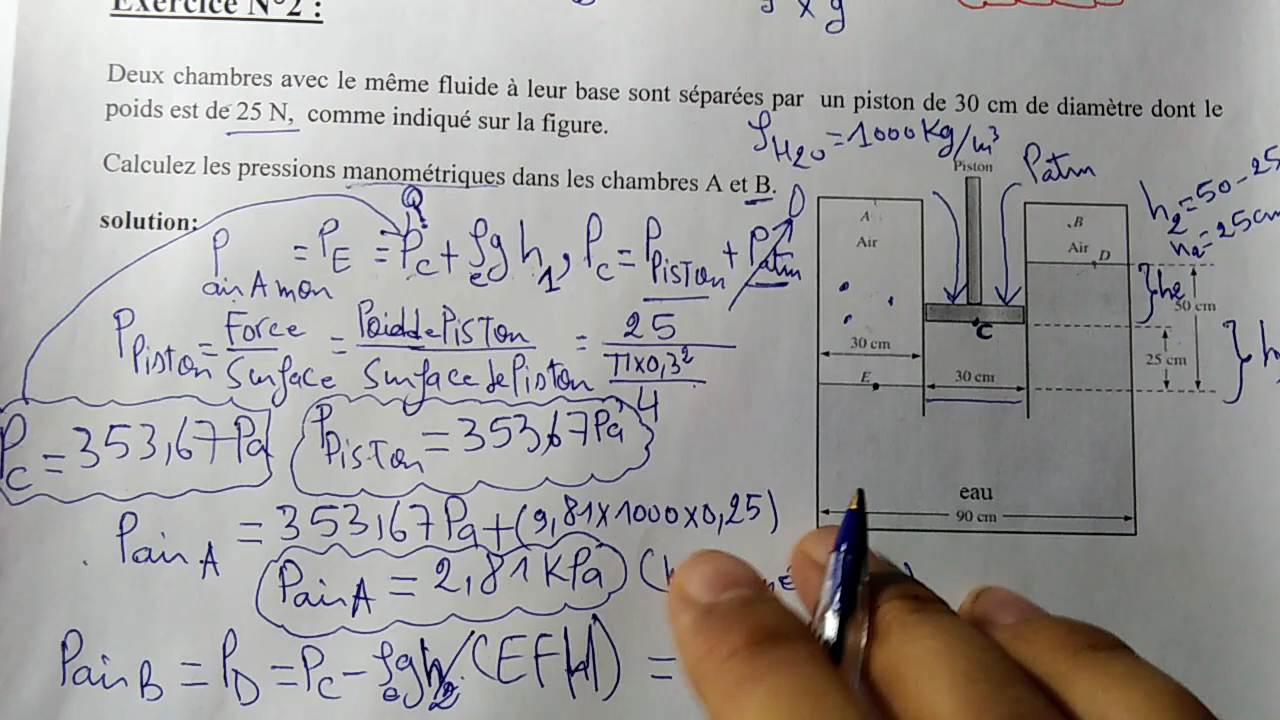 Exercice N°2 :
g x g
Deux chambres avec le même fluide à leur base sont séparées par un piston de 30 cm de diamètre dont le
poids est de 25 N, comme indiqué sur la figure.
ρH2O = 1000 Kg/m³
Calculez les pressions manométriques dans les chambres A et B.
solution:
P air A mon = PE = PC + ρe g h1, PC = PPISTON + Patm
0
PPiston = Force / Surface = Poids de PISTON / Surface de Piston = 25 / (π x 0,3² / 4)
PC = 353,67 Pa
PPISTON = 353,67 Pa
Pair A = 353,67 Pa + (9,81 x 1000 x 0,25)
Pair A = 2,81 KPa
Pair B = PD = PC - ρe g h2 (CEFH) =
Piston
Patm
h2 = 50 - 25
h2 = 25 cm
A
Air
B
Air
D
h2
50 cm
C
30 cm
25 cm
E
30 cm
eau
90 cm